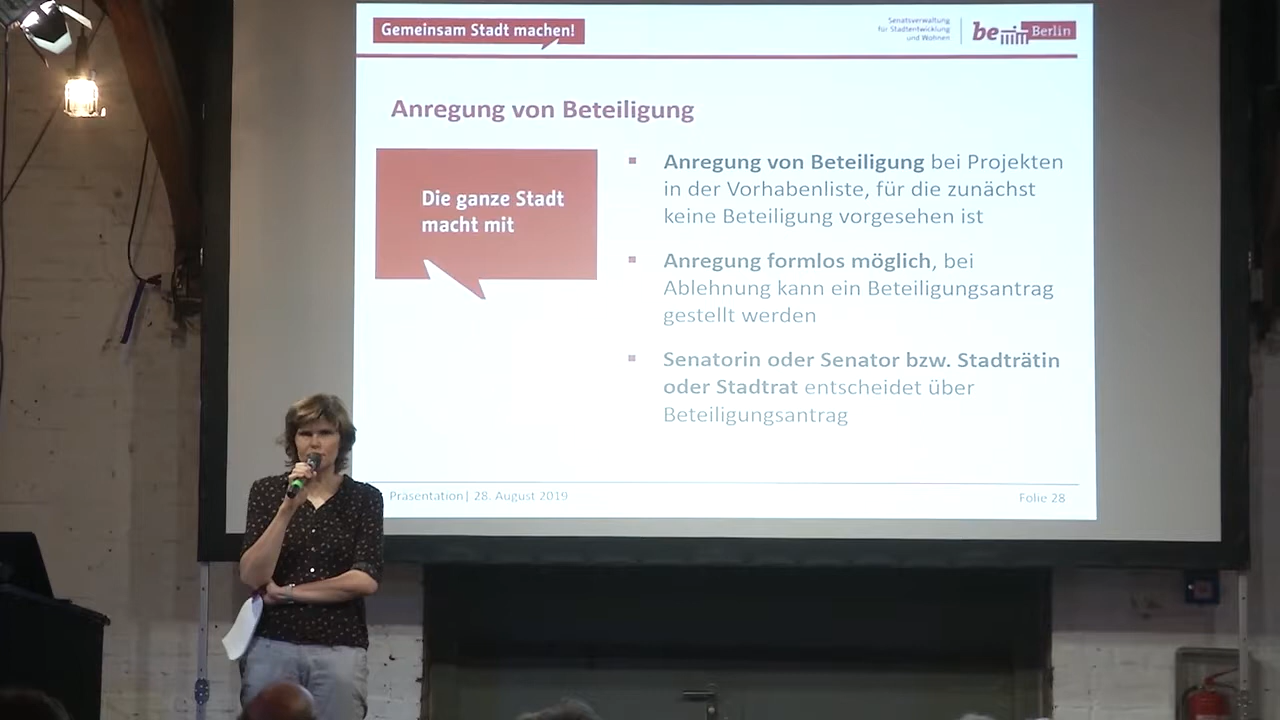 Gemeinsam Stadt machen!
Senatsverwaltung
für Stadtentwicklung
und Wohnen
be Berlin
Anregung von Beteiligung
Die ganze Stadt
macht mit
Anregung von Beteiligung bei Projekten
in der Vorhabenliste, für die zunächst
keine Beteiligung vorgesehen ist
Anregung formlos möglich, bei
Ablehnung kann ein Beteiligungsantrag
gestellt werden
Senatorin oder Senator bzw. Stadträtin
oder Stadtrat entscheidet über
Beteiligungsantrag
Präsentation| 28. August 2019
Folie 28